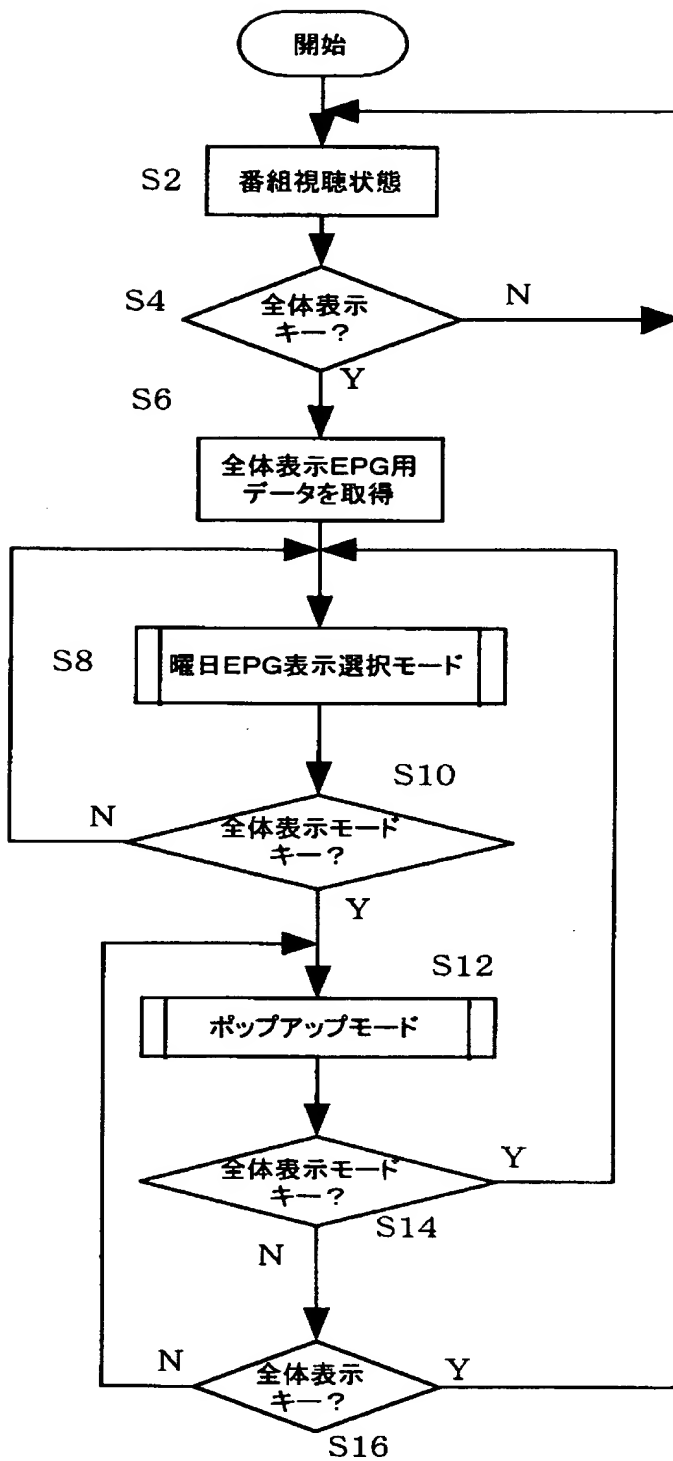 開始
S2
番組視聴状態
S4
全体表示
キー?
N
Y
S6
全体表示EPG用
データを取得
S8
曜日EPG表示選択モード
S10
N
全体表示モード
キー?
Y
S12
ポップアップモード
全体表示モード
キー?
Y
S14
N
N
全体表示
キー?
Y
S16